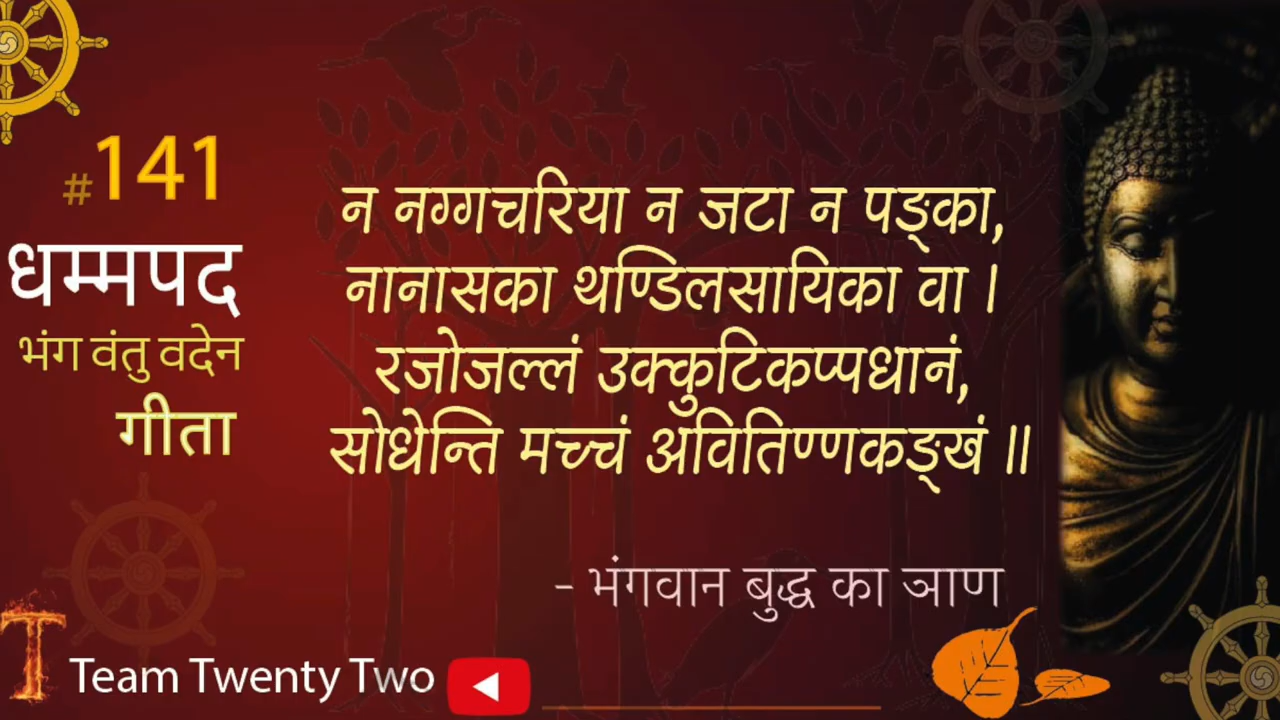 #141
धम्मपद
भंग वंतु वदेन
गीता
न नग्गचरिया न जटा न पङ्का,
नानासका थण्डिलसायिका वा ।
रजोजल्लं उक्कुटिकप्पधानं,
सोधेन्ति मच्चं अवितिण्णकङ्खं ॥
- भंगवान बुद्ध का ञाण
T
Team Twenty Two